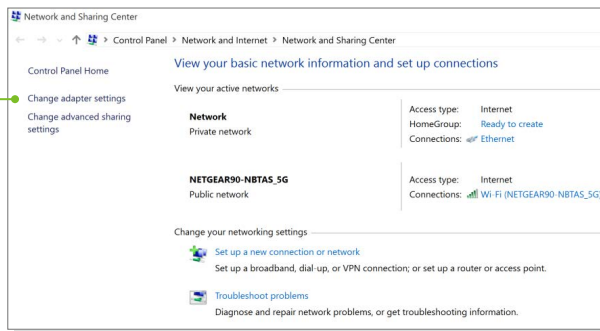 Network and Sharing Center
Control Panel > Network and Internet > Network and Sharing Center
Control Panel Home
Change adapter settings
Change advanced sharing
settings
View your basic network information and set up connections
View your active networks
Network
Private network
Access type: Internet
HomeGroup: Ready to create
Connections: Ethernet
NETGEAR90-NBTAS_5G
Public network
Access type: Internet
Connections: Wi-Fi (NETGEAR90-NBTAS_5G)
Change your networking settings
Set up a new connection or network
Set up a broadband, dial-up, or VPN connection; or set up a router or access point.
Troubleshoot problems
Diagnose and repair network problems, or get troubleshooting information.